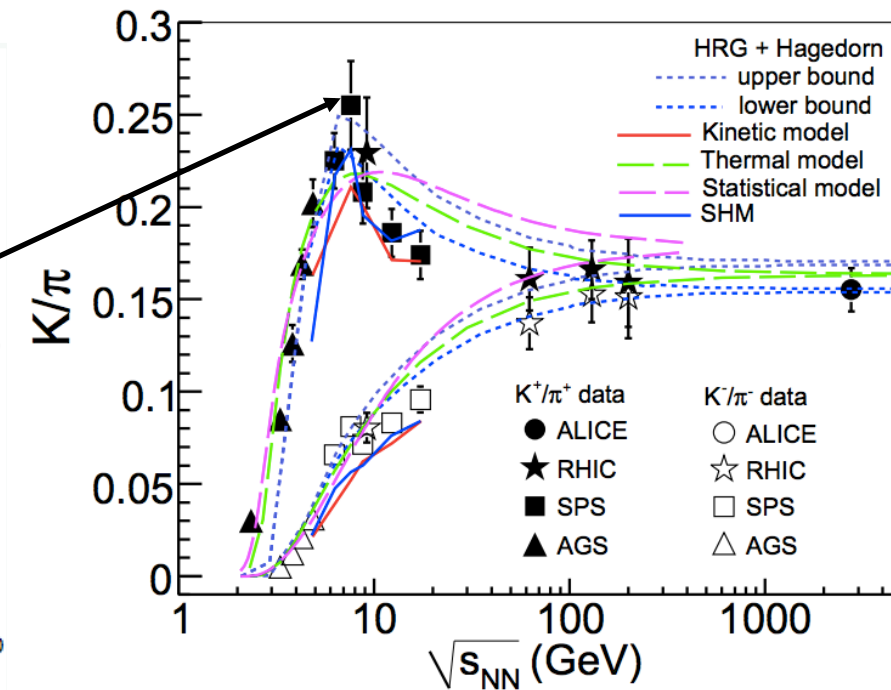 K/π
0.3
0.25
0.2
0.15
0.1
0.05
0
HRG + Hagedorn
upper bound
lower bound
Kinetic model
Thermal model
Statistical model
SHM
K⁺/π⁺ data
ALICE
RHIC
SPS
AGS
K⁻/π⁻ data
ALICE
RHIC
SPS
AGS
1 10 100 1000
√sNN (GeV)